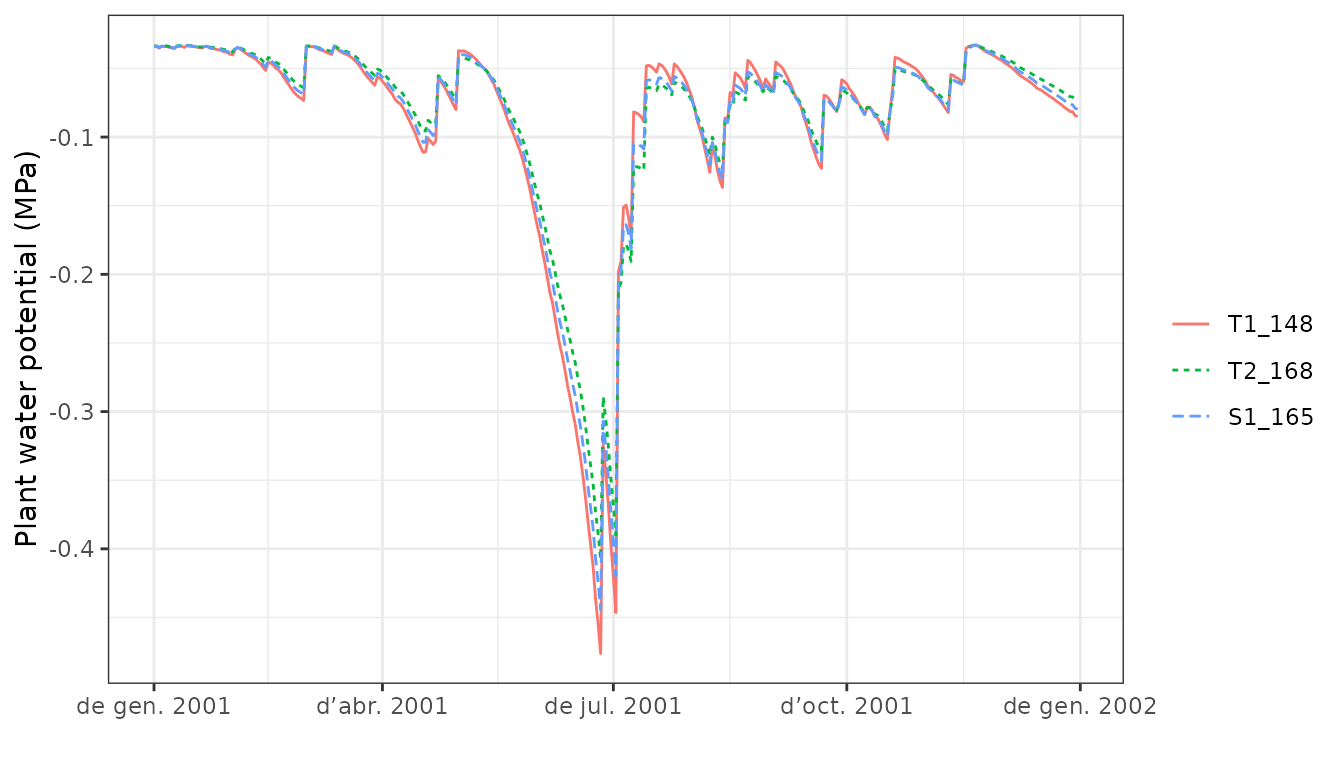 Plant water potential (MPa)
-0.1
-0.2
-0.3
-0.4
de gen. 2001
d’abr. 2001
de jul. 2001
d’oct. 2001
de gen. 2002
T1_148
T2_168
S1_165